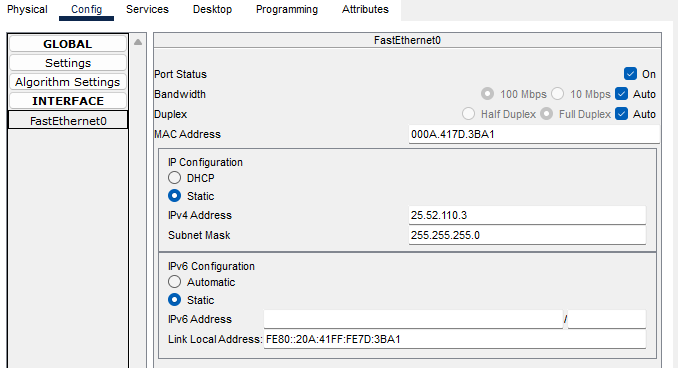 Physical Config Services Desktop Programming Attributes
GLOBAL
Settings
Algorithm Settings
INTERFACE
FastEthernet0
FastEthernet0
Port Status On
Bandwidth 100 Mbps 10 Mbps Auto
Duplex Half Duplex Full Duplex Auto
MAC Address 000A.417D.3BA1
IP Configuration
DHCP
Static
IPv4 Address 25.52.110.3
Subnet Mask 255.255.255.0
IPv6 Configuration
Automatic
Static
IPv6 Address /
Link Local Address: FE80::20A:41FF:FE7D:3BA1